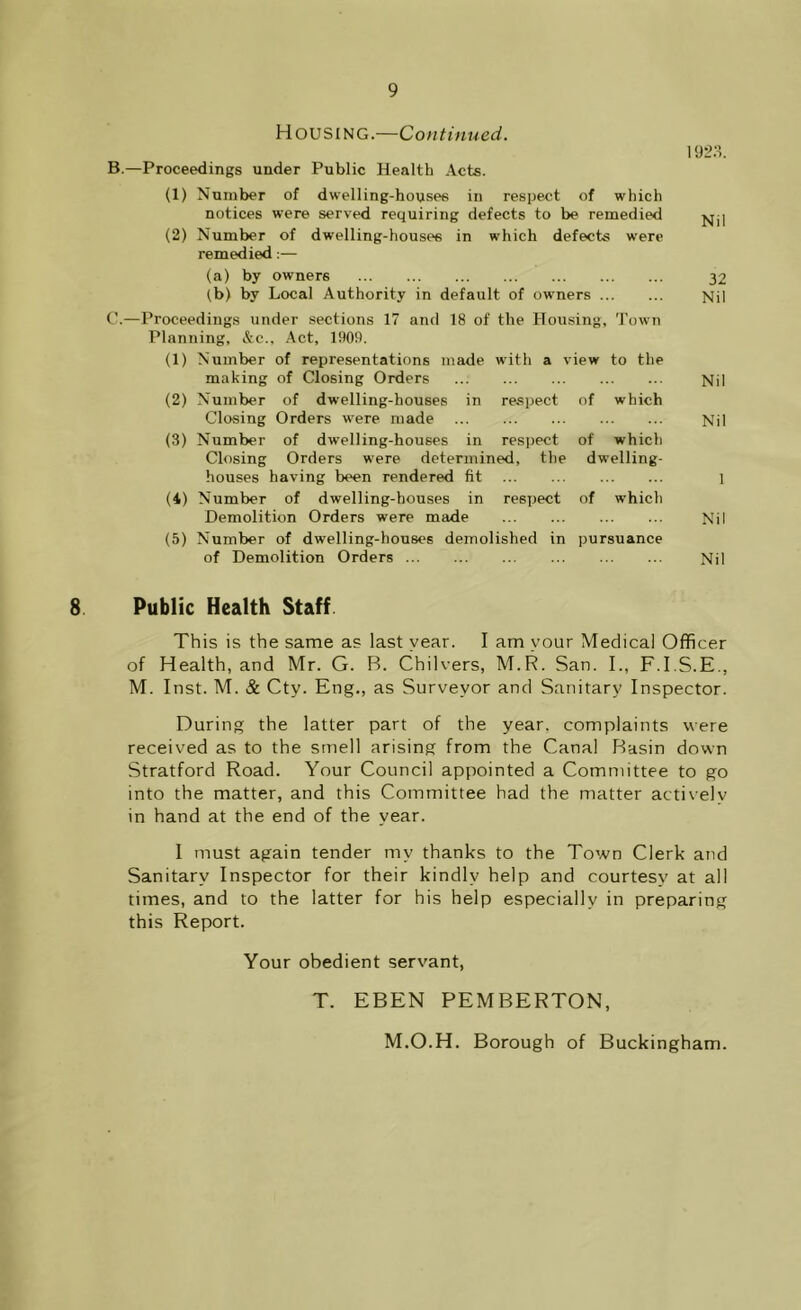 9
Housing.—Continued.
1923.
B.—Proceedings under Public Health Acts.
(1) Number of dwelling-houses in respect of which
notices were served requiring defects to be remedied Nil
(2) Number of dwelling-houses in which defects were
remedied:—
(a) by owners ... ... ... ... ... ... ... 32
(b) by Local Authority in default of owners ... ... Nil
C.—Proceedings under sections 17 and 18 of the Housing, Town
Planning, &c., Act, 1909.
(1) Number of representations made with a view to the
making of Closing Orders ... ... ... ... ... Nil
(2) Number of dwelling-houses in respect of which
Closing Orders were made ... ... ... ... ... Nil
(3) Number of dwelling-houses in respect of which
Closing Orders were determined, the dwelling-
houses having been rendered fit ... ... ... ... 1
(4) Number of dwelling-houses in respect of which
Demolition Orders were made ... ... ... ... Nil
(5) Number of dwelling-houses demolished in pursuance
of Demolition Orders ... ... ... ... ... ... Nil
8. Public Health Staff.
This is the same as last year. I am your Medical Officer
of Health, and Mr. G. B. Chilvers, M.R. San. I., F.I.S.E.,
M. Inst. M. & Cty. Eng., as Surveyor and Sanitary Inspector.
During the latter part of the year, complaints were
received as to the smell arising from the Canal Basin down
Stratford Road. Your Council appointed a Committee to go
into the matter, and this Committee had the matter actively
in hand at the end of the year.
I must again tender my thanks to the Town Clerk and
Sanitary Inspector for their kindly help and courtesy at all
times, and to the latter for his help especially in preparing
this Report.
Your obedient servant,
T. EBEN PEMBERTON,
M.O.H. Borough of Buckingham.